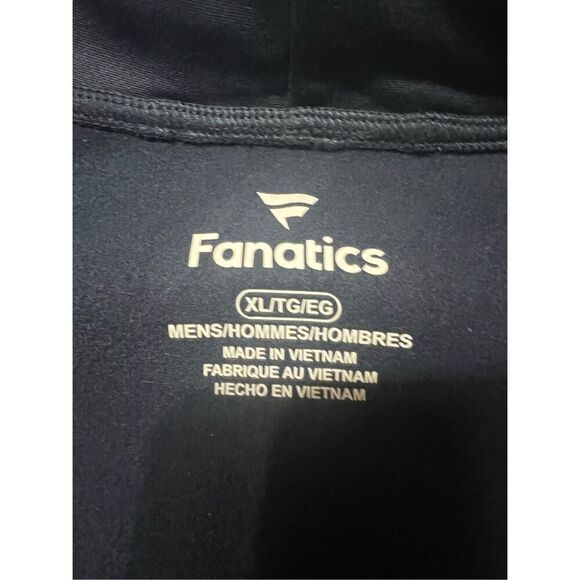 Fanatics
XL/TG/EG
MENS/HOMMES/HOMBRES
MADE IN VIETNAM
FABRIQUE AU VIETNAM
HECHO EN VIETNAM